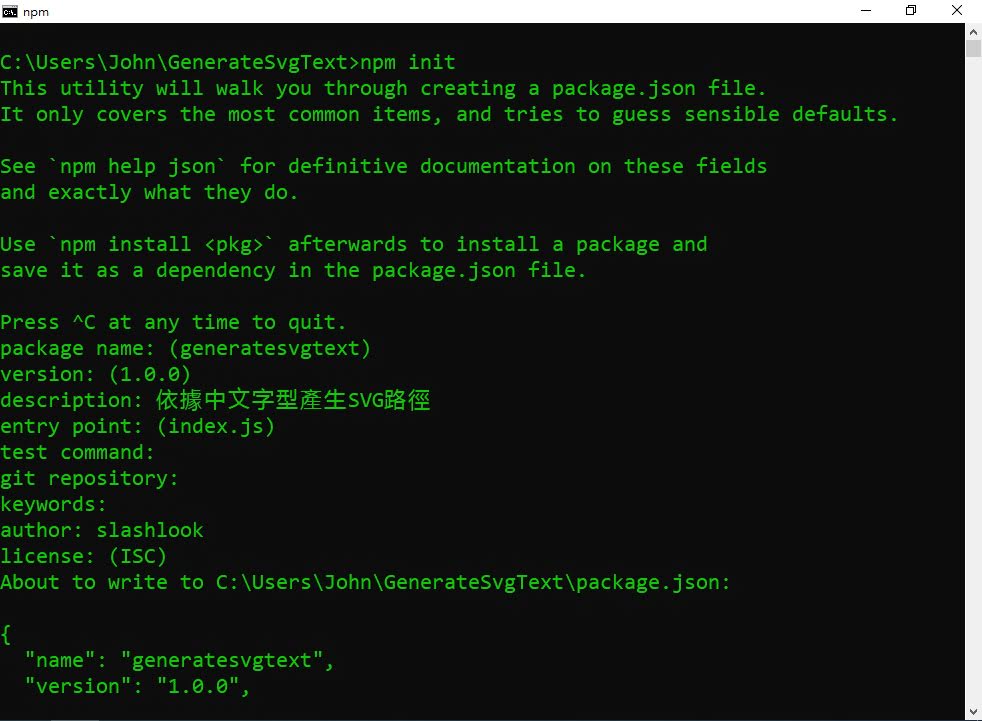 npm
C:\Users\John\GenerateSvgText>npm init
This utility will walk you through creating a package.json file.
It only covers the most common items, and tries to guess sensible defaults.
See `npm help json` for definitive documentation on these fields
and exactly what they do.
Use `npm install <pkg>` afterwards to install a package and
save it as a dependency in the package.json file.
Press ^C at any time to quit.
package name: (generatesvgtext)
version: (1.0.0)
description: 依據中文字型產生SVG路徑
entry point: (index.js)
test command:
git repository:
keywords:
author: slashlook
license: (ISC)
About to write to C:\Users\John\GenerateSvgText\package.json:
{
  "name": "generatesvgtext",
  "version": "1.0.0",